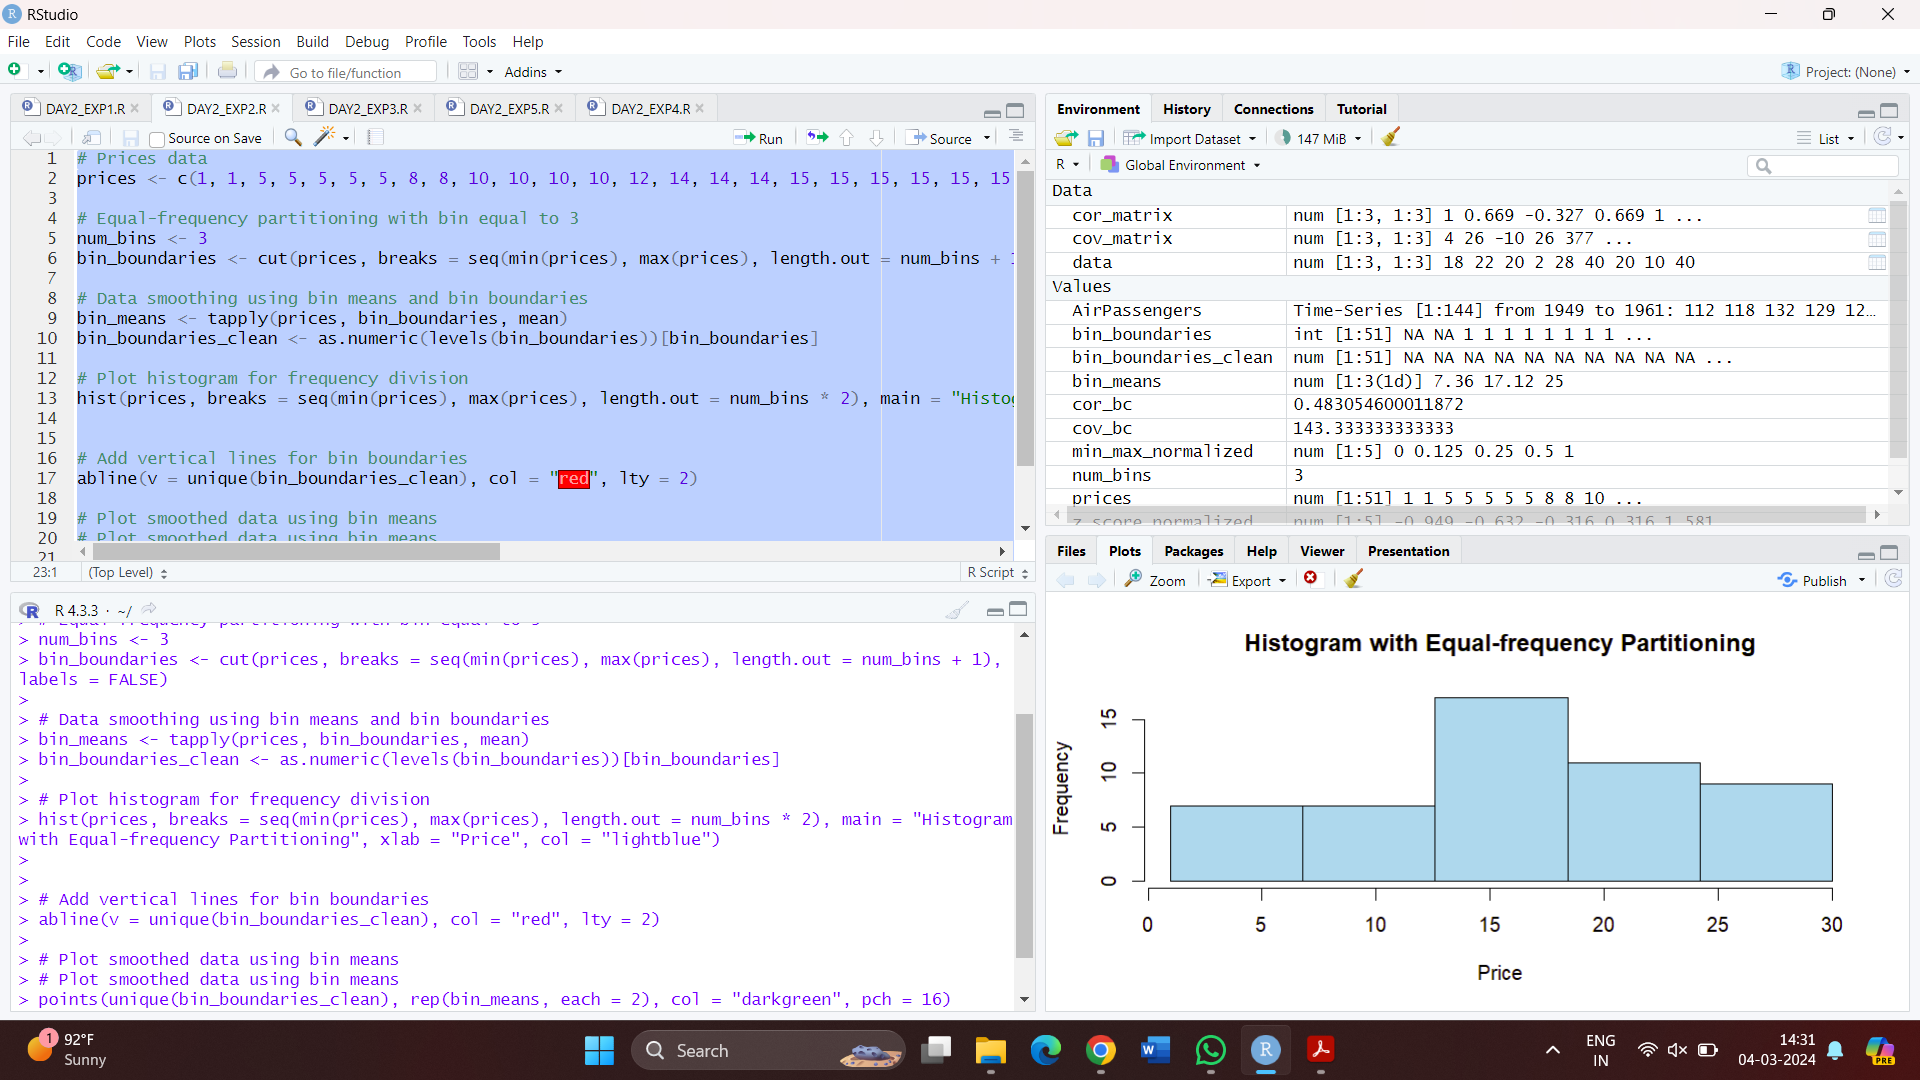 RStudio
File Edit Code View Plots Session Build Debug Profile Tools Help
Go to file/function Addins Project: (None)
DAY2_EXP1.R DAY2_EXP2.R DAY2_EXP3.R DAY2_EXP5.R DAY2_EXP4.R
Source on Save Run Source
1 # Prices data
2 prices <- c(1, 1, 5, 5, 5, 5, 5, 8, 8, 10, 10, 10, 10, 12, 14, 14, 14, 15, 15, 15, 15, 15, 15
3
4 # Equal-frequency partitioning with bin equal to 3
5 num_bins <- 3
6 bin_boundaries <- cut(prices, breaks = seq(min(prices), max(prices), length.out = num_bins +
7
8 # Data smoothing using bin means and bin boundaries
9 bin_means <- tapply(prices, bin_boundaries, mean)
10 bin_boundaries_clean <- as.numeric(levels(bin_boundaries))[bin_boundaries]
11
12 # Plot histogram for frequency division
13 hist(prices, breaks = seq(min(prices), max(prices), length.out = num_bins * 2), main = "Histo
14
15
16 # Add vertical lines for bin boundaries
17 abline(v = unique(bin_boundaries_clean), col = "red", lty = 2)
18
19 # Plot smoothed data using bin means
20 # Plot smoothed data using bin means
21
23:1 (Top Level) R Script
R 4.3.3 · ~/
> # Equal-frequency partitioning with bin equal to 3
> num_bins <- 3
> bin_boundaries <- cut(prices, breaks = seq(min(prices), max(prices), length.out = num_bins + 1),
labels = FALSE)
>
> # Data smoothing using bin means and bin boundaries
> bin_means <- tapply(prices, bin_boundaries, mean)
> bin_boundaries_clean <- as.numeric(levels(bin_boundaries))[bin_boundaries]
>
> # Plot histogram for frequency division
> hist(prices, breaks = seq(min(prices), max(prices), length.out = num_bins * 2), main = "Histogram
with Equal-frequency Partitioning", xlab = "Price", col = "lightblue")
>
>
> # Add vertical lines for bin boundaries
> abline(v = unique(bin_boundaries_clean), col = "red", lty = 2)
>
> # Plot smoothed data using bin means
> # Plot smoothed data using bin means
> points(unique(bin_boundaries_clean), rep(bin_means, each = 2), col = "darkgreen", pch = 16)
Environment History Connections Tutorial
Import Dataset 147 MiB List
R Global Environment
Data
cor_matrix num [1:3, 1:3] 1 0.669 -0.327 0.669 1 ...
cov_matrix num [1:3, 1:3] 4 26 -10 26 377 ...
data num [1:3, 1:3] 18 22 20 2 28 40 20 10 40
Values
AirPassengers Time-Series [1:144] from 1949 to 1961: 112 118 132 129 12...
bin_boundaries int [1:51] NA NA 1 1 1 1 1 1 1 1 ...
bin_boundaries_clean num [1:51] NA NA NA NA NA NA NA NA NA NA ...
bin_means num [1:3(1d)] 7.36 17.12 25
cor_bc 0.483054600011872
cov_bc 143.333333333333
min_max_normalized num [1:5] 0 0.125 0.25 0.5 1
num_bins 3
prices num [1:51] 1 1 5 5 5 5 5 8 8 10 ...
z_score_normalized num [1:5] -0.949 -0.632 -0.316 0.316 1.581
Files Plots Packages Help Viewer Presentation
Zoom Export Publish
Histogram with Equal-frequency Partitioning
Frequency
15
10
5
0
0 5 10 15 20 25 30
Price
1
92°F
Sunny
Search
ENG
IN
14:31
04-03-2024
PRE